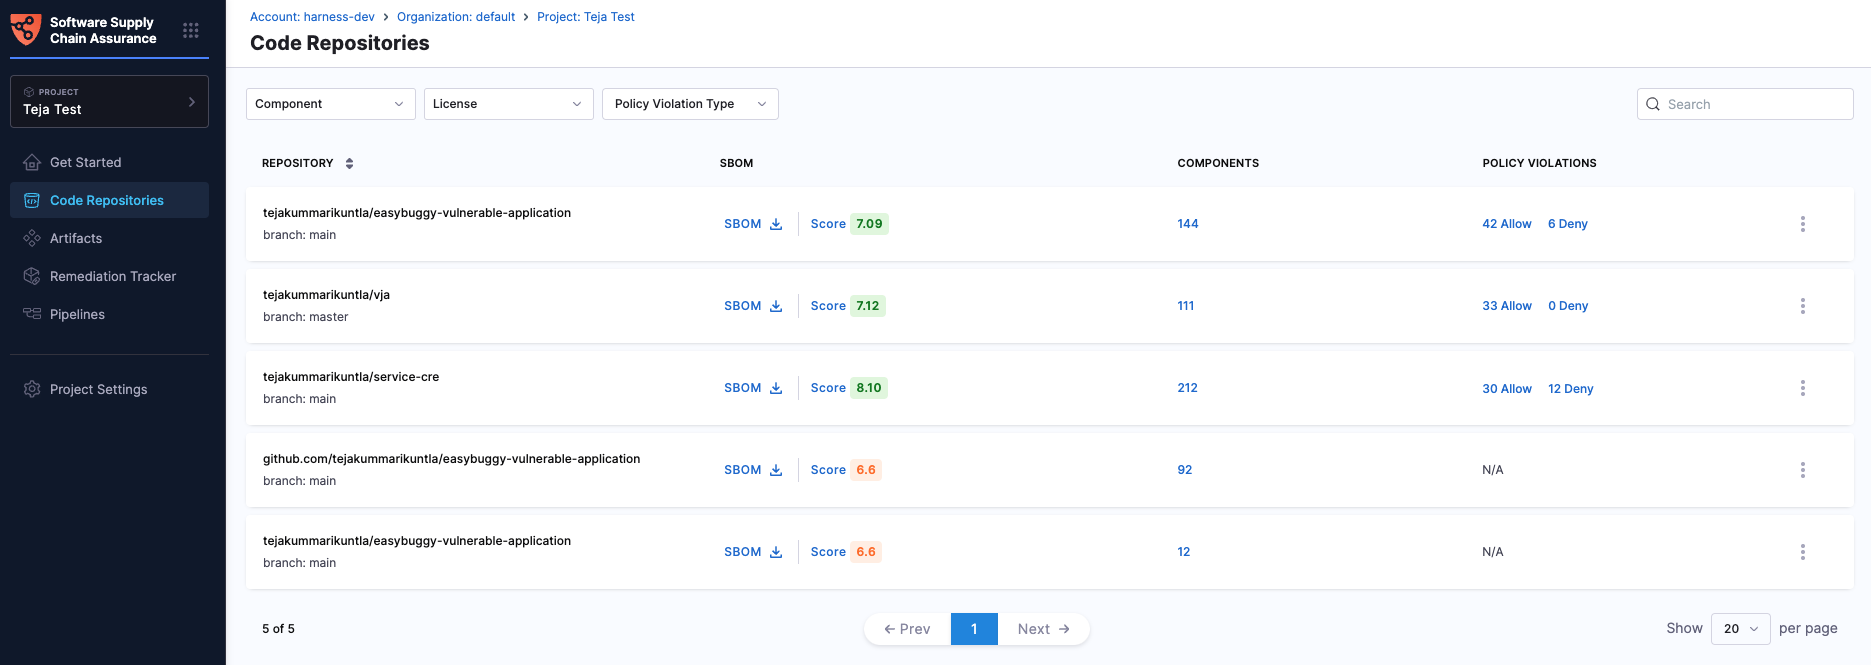 Software Supply
Chain Assurance
PROJECT
Teja Test
Get Started
Code Repositories
Artifacts
Remediation Tracker
Pipelines
Project Settings
Account: harness-dev > Organization: default > Project: Teja Test
Code Repositories
Component License Policy Violation Type Search
REPOSITORY SBOM COMPONENTS POLICY VIOLATIONS
tejakummarikuntla/easybuggy-vulnerable-application
branch: main
SBOM Score 7.09 144 42 Allow 6 Deny
tejakummarikuntla/vja
branch: master
SBOM Score 7.12 111 33 Allow 0 Deny
tejakummarikuntla/service-cre
branch: main
SBOM Score 8.10 212 30 Allow 12 Deny
github.com/tejakummarikuntla/easybuggy-vulnerable-application
branch: main
SBOM Score 6.6 92 N/A
tejakummarikuntla/easybuggy-vulnerable-application
branch: main
SBOM Score 6.6 12 N/A
5 of 5 ← Prev 1 Next → Show 20 per page